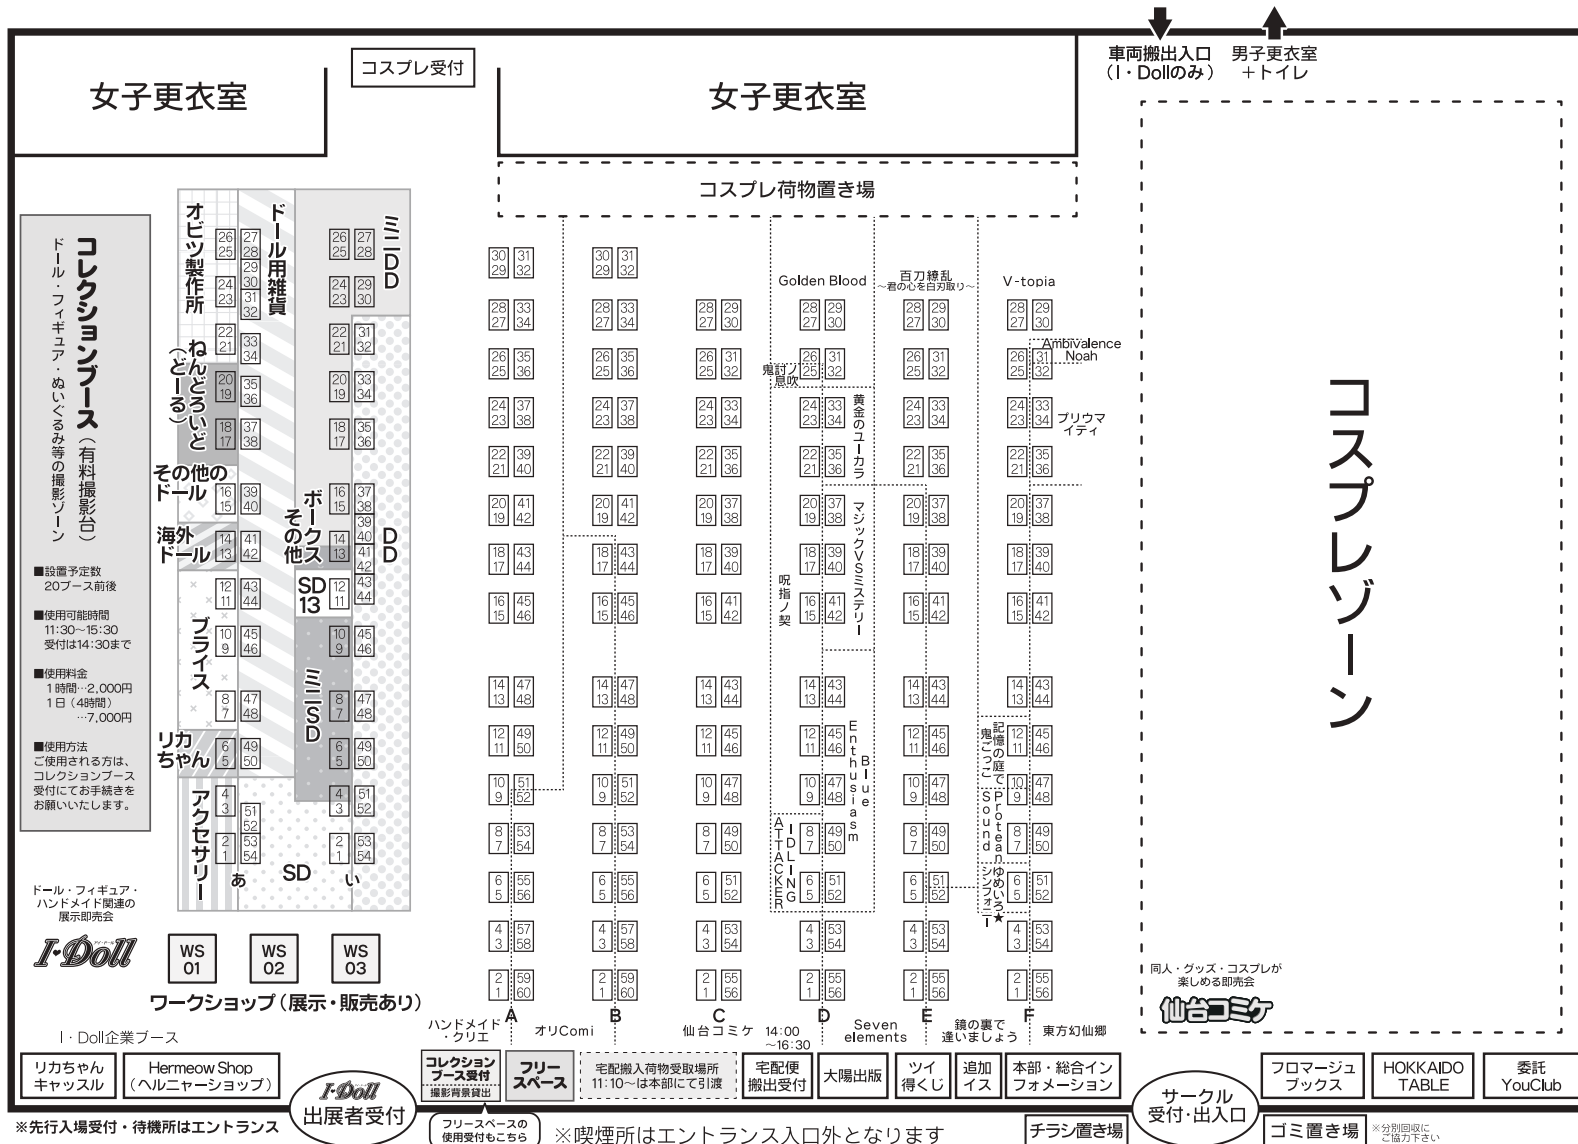 車両搬出入口
(I・Dollのみ)
男子更衣室
+トイレ
女子更衣室
コスプレ受付
女子更衣室
コスプレ荷物置き場
コスプレゾーン
コレクションブース(有料撮影台)
ドール・フィギュア・ぬいぐるみ等の撮影ゾーン
■設置予定数
20ブース前後
■使用可能時間
11:30~15:30
受付は14:30まで
■使用料金
1時間…2,000円
1日(4時間)
…7,000円
■使用方法
ご使用される方は、
コレクションブース
受付にてお手続きを
お願いいたします。
オビツ製作所
ドール用雑貨
ミニDD
ねんどろいど
(どーる)
その他の
ドール
海外
ドール
ボークス
その他
DD
SD
13
ブライス
ミニSD
リカ
ちゃん
アクセサリー
SD
あ
い
Golden Blood
百刀繚乱
~君の心を白刃取り~
V-topia
Ambivalence
Noah
鬼討ノ
息吹
黄金のユーカラ
プリウマ
イティ
マジックVSミステリー
呪指ノ契
Blue
Enthusiasm
IDLING
ATTACKER
記憶の庭で
鬼ごっこ
Protean
Sound
ゆめいろ★
シンフォニー
ドール・フィギュア・
ハンドメイド関連の
展示即売会
I・Doll
WS
01
WS
02
WS
03
ワークショップ(展示・販売あり)
ハンドメイド
・クリエ
A
オリComi
B
仙台コミケ
C
14:00
~16:30
D
Seven
elements
E
鏡の裏で
逢いましょう
F
東方幻仙郷
同人・グッズ・コスプレが
楽しめる即売会
仙台コミケ
I・Doll企業ブース
リカちゃん
キャッスル
Hermeow Shop
(ヘルニャーショップ)
I・Doll
出展者受付
コレクション
ブース受付
撮影背景貸出
フリー
スペース
宅配搬入荷物受取場所
11:10~は本部にて引渡
宅配便
搬出受付
大陽出版
ツイ
得くじ
追加
イス
本部・総合イン
フォメーション
サークル
受付・出入口
フロマージュ
ブックス
HOKKAIDO
TABLE
委託
YouClub
※先行入場受付・待機所はエントランス
フリースペースの
使用受付もこちら
※喫煙所はエントランス入口外となります
チラシ置き場
ゴミ置き場
※分別回収に
ご協力下さい